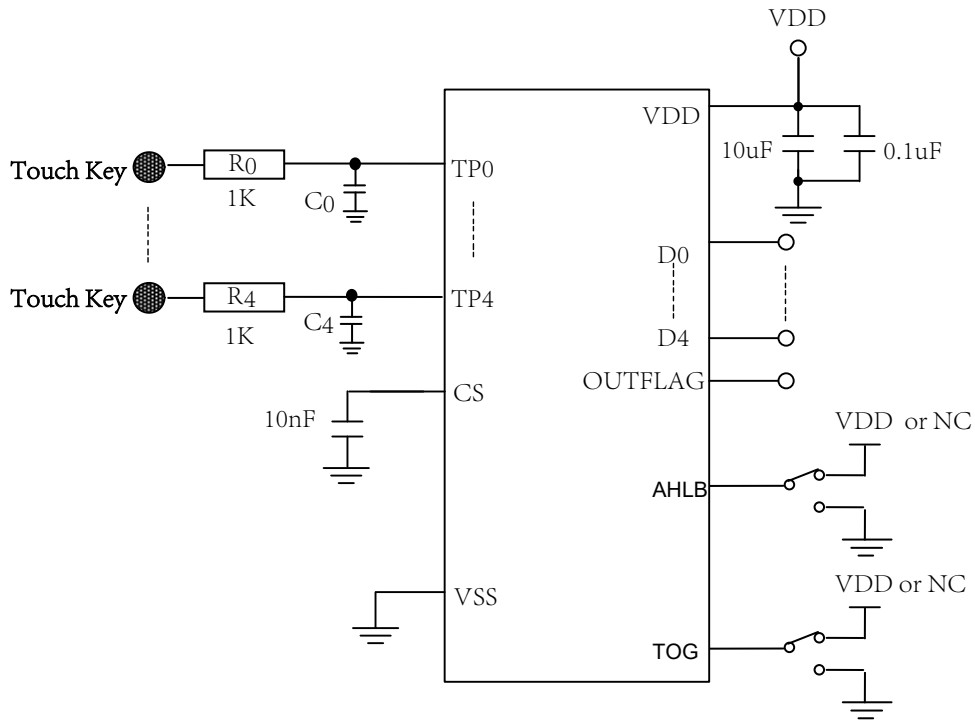 VDD
VDD
10uF
0.1uF
Touch Key
R0
1K
C0
TP0
D0
Touch Key
R4
1K
C4
TP4
D4
OUTFLAG
CS
10nF
VDD or NC
AHLB
VDD or NC
VSS
TOG